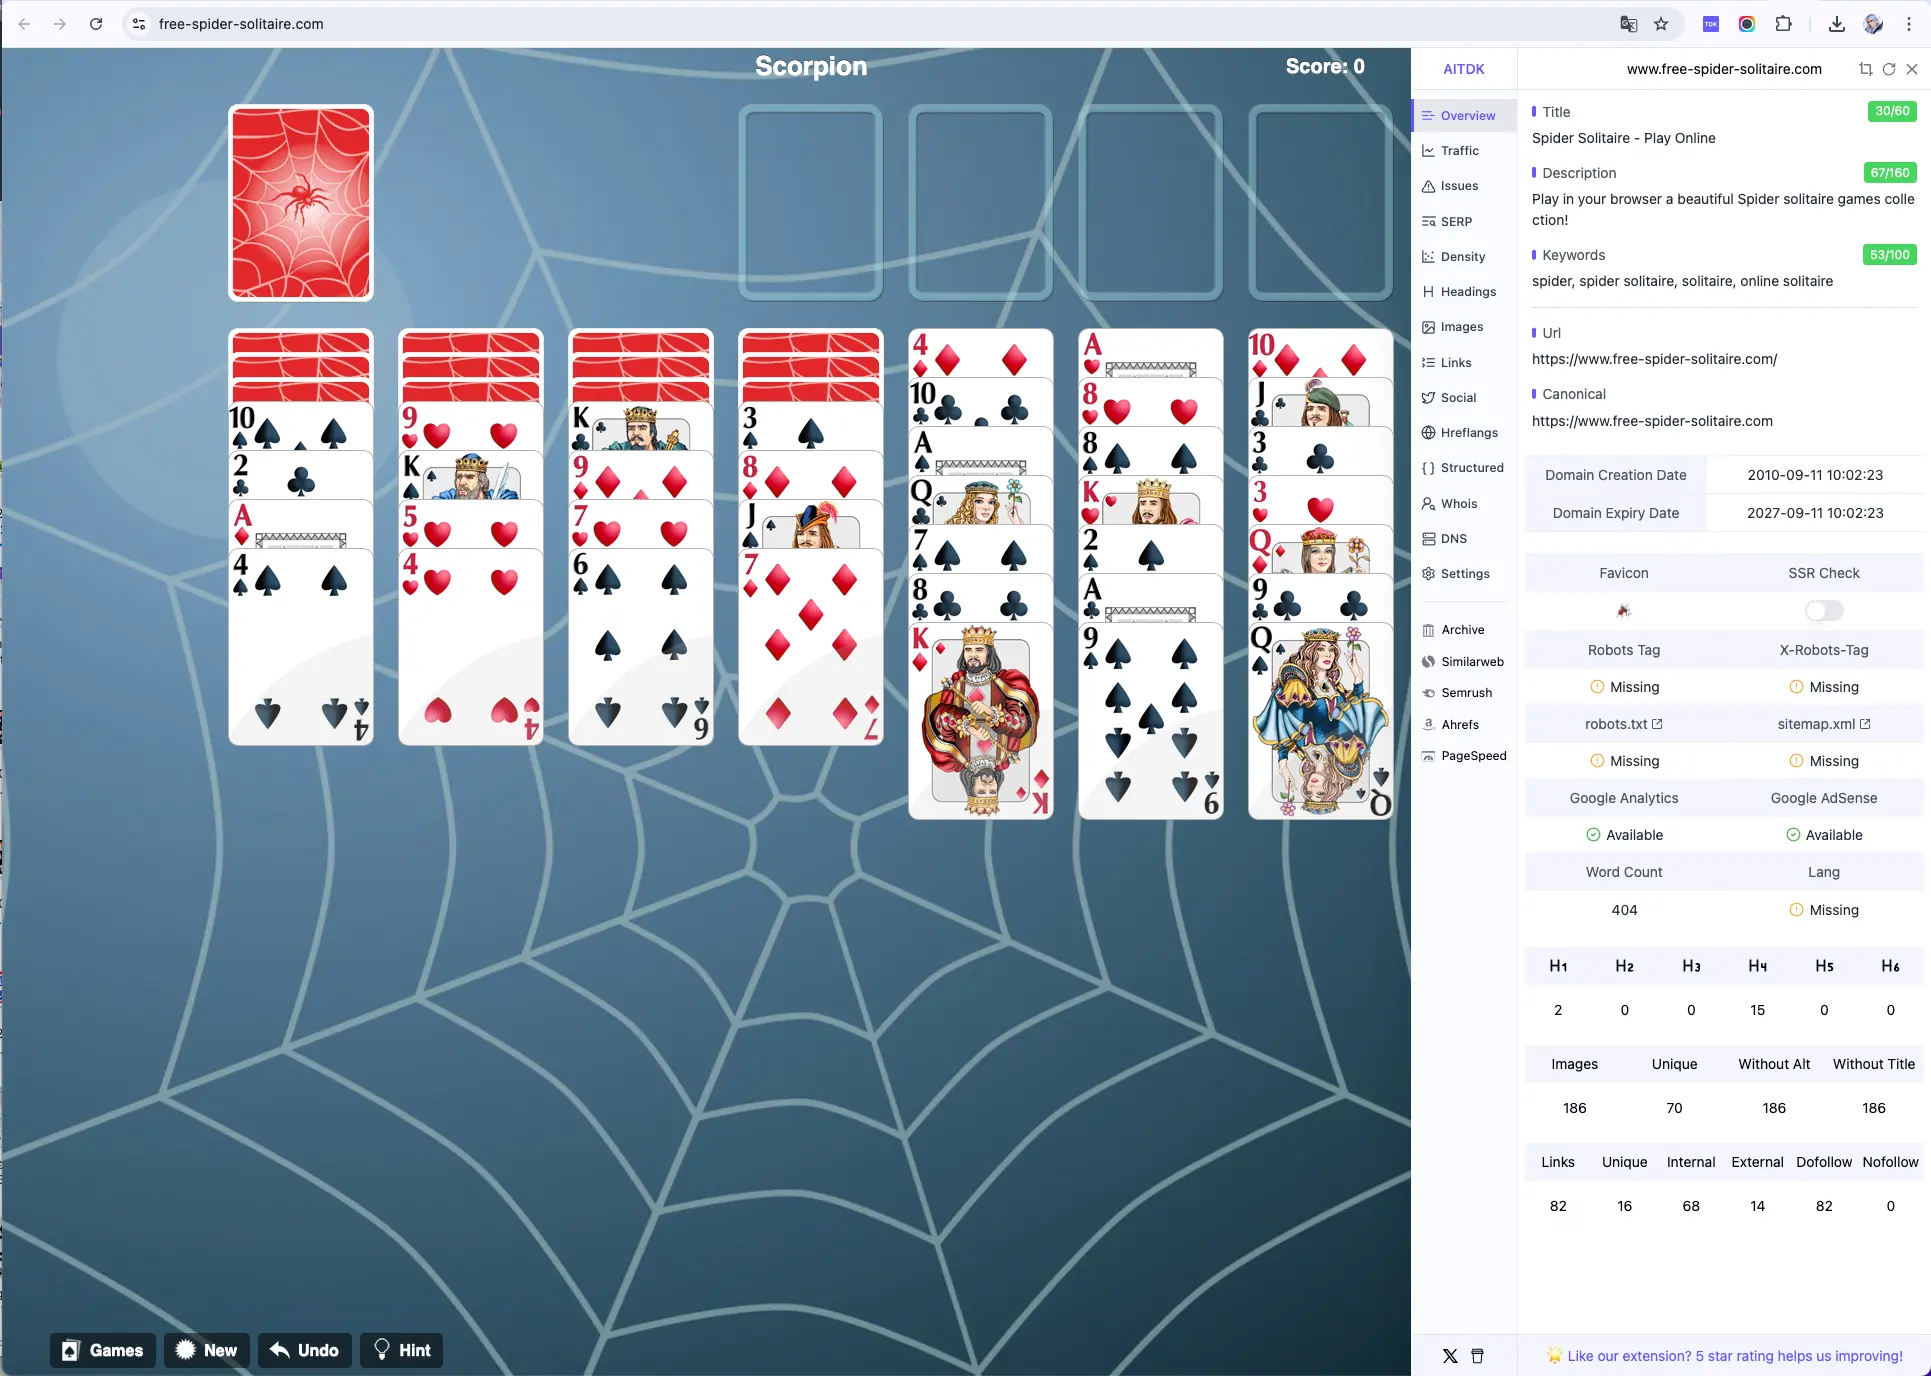 free-spider-solitaire.com
Scorpion
Score: 0
10
9
K
3
4
A
10
2
K
9
8
10
8
J
A
5
7
J
A
8
3
4
4
6
7
Q
K
3
7
2
Q
8
A
9
K
9
Q
4
4
6
7
K
9
Q
Games
New
Undo
Hint
AITDK
www.free-spider-solitaire.com
Overview
Traffic
Issues
SERP
Density
Headings
Images
Links
Social
Hreflangs
Structured
Whois
DNS
Settings
Archive
Similarweb
Semrush
Ahrefs
PageSpeed
Title
30/60
Spider Solitaire - Play Online
Description
67/160
Play in your browser a beautiful Spider solitaire games colle
ction!
Keywords
53/100
spider, spider solitaire, solitaire, online solitaire
Url
https://www.free-spider-solitaire.com/
Canonical
https://www.free-spider-solitaire.com
Domain Creation Date 2010-09-11 10:02:23
Domain Expiry Date 2027-09-11 10:02:23
Favicon SSR Check
Robots Tag X-Robots-Tag
Missing Missing
robots.txt sitemap.xml
Missing Missing
Google Analytics Google AdSense
Available Available
Word Count Lang
404 Missing
H1 H2 H3 H4 H5 H6
2 0 0 15 0 0
Images Unique Without Alt Without Title
186 70 186 186
Links Unique Internal External Dofollow Nofollow
82 16 68 14 82 0
Like our extension? 5 star rating helps us improving!